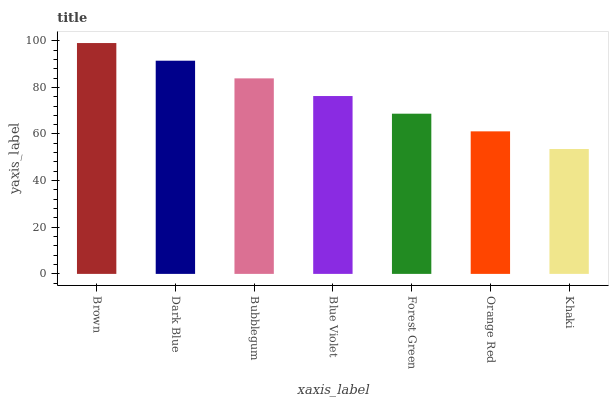 title
yaxis_label
100
80
60
40
20
0
Brown
Dark Blue
Bubblegum
Blue Violet
Forest Green
Orange Red
Khaki
xaxis_label